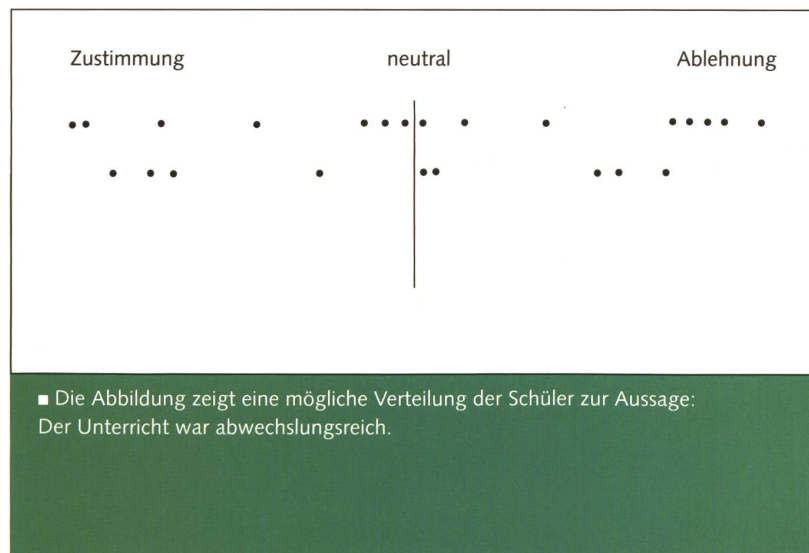 Zustimmung neutral Ablehnung
■ Die Abbildung zeigt eine mögliche Verteilung der Schüler zur Aussage:
Der Unterricht war abwechslungsreich.